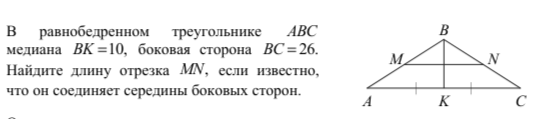 В равнобедренном треугольнике ABC
медиана BK=10, боковая сторона BC=26.
Найдите длину отрезка MN, если известно,
что он соединяет середины боковых сторон.
B
M N
A K C